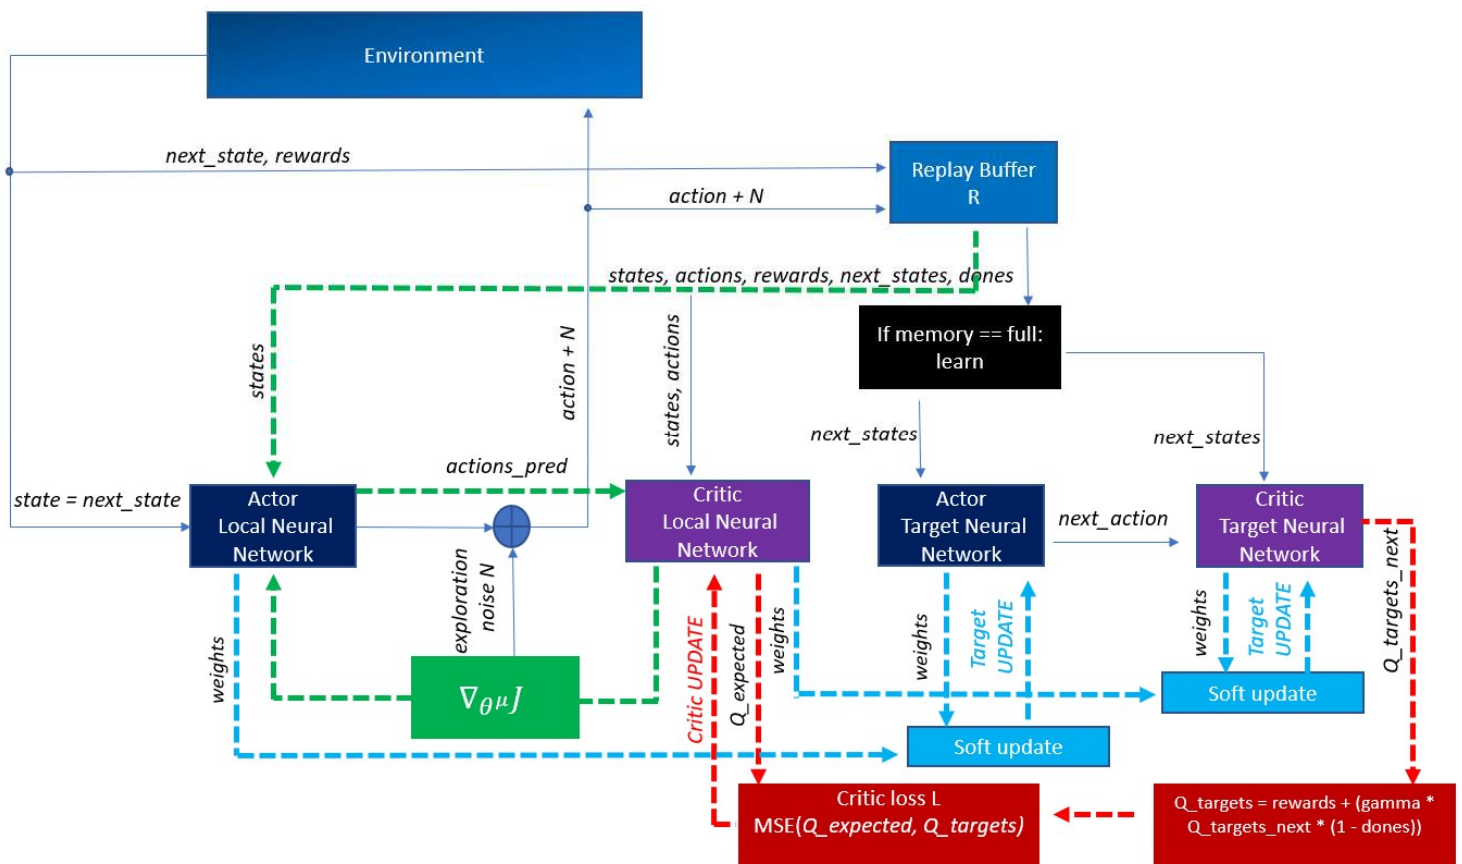 Environment
next_state, rewards
Replay Buffer
R
action + N
states, actions, rewards, next_states, dones
If memory == full:
learn
states
action + N
states, actions
next_states
next_states
actions_pred
state = next_state
Actor
Local Neural
Network
Critic
Local Neural
Network
Actor
Target Neural
Network
next_action
Critic
Target Neural
Network
exploration
noise N
weights
Critic UPDATE
Q_expected
weights
weights
Target
UPDATE
weights
Target
UPDATE
Q_targets_next
∇θμJ
Soft update
Soft update
Critic loss L
MSE(Q_expected, Q_targets)
Q_targets = rewards + (gamma *
Q_targets_next * (1 - dones))